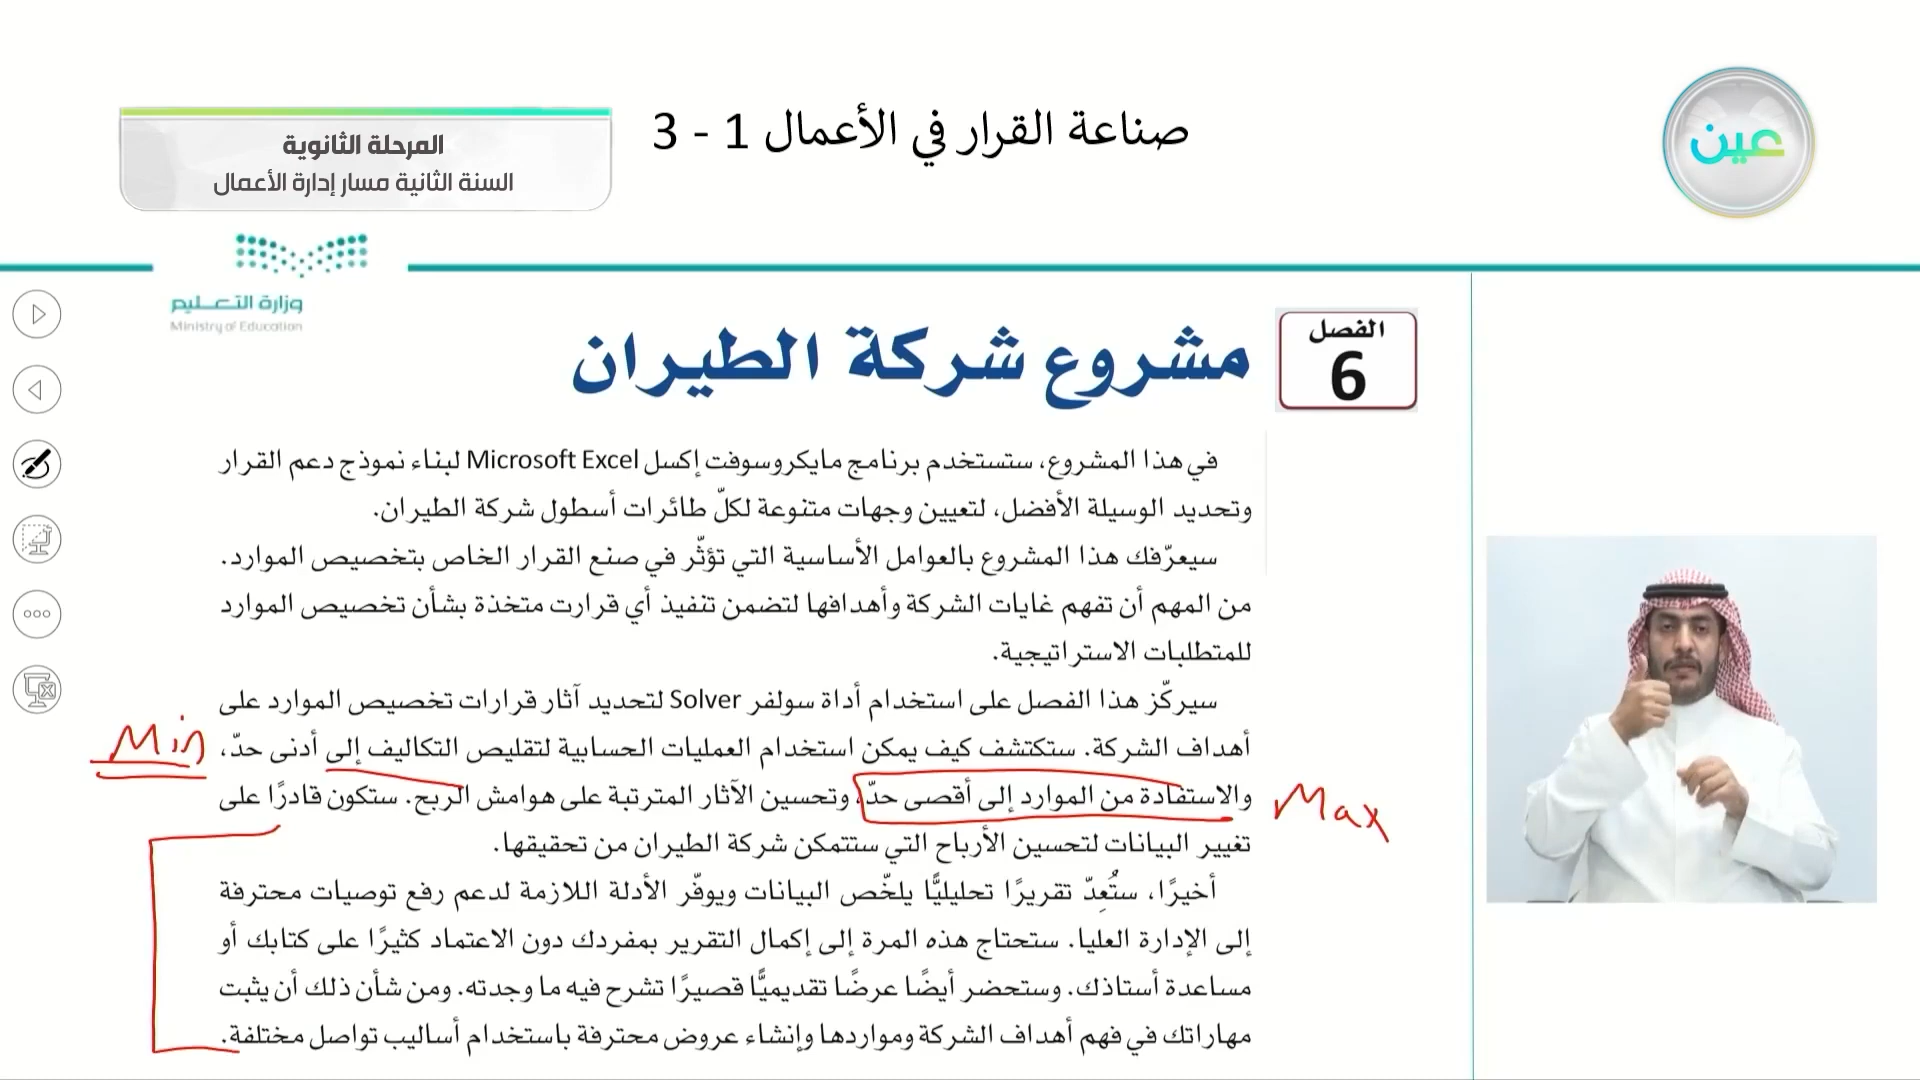 صناعة القرار في الأعمال 1 - 3
عين
المرحلة الثانوية
السنة الثانية مسار إدارة الأعمال
وزارة التعليم
Ministry of Education
الفصل
6
مشروع شركة الطيران
في هذا المشروع، ستستخدم برنامج مايكروسوفت إكسل Microsoft Excel لبناء نموذج دعم القرار
وتحديد الوسيلة الأفضل، لتعيين وجهات متنوعة لكلّ طائرات أسطول شركة الطيران.
سيعرّفك هذا المشروع بالعوامل الأساسية التي تؤثّر في صنع القرار الخاص بتخصيص الموارد.
من المهم أن تفهم غايات الشركة وأهدافها لتضمن تنفيذ أي قرارت متخذة بشأن تخصيص الموارد
للمتطلبات الاستراتيجية.
سيركّز هذا الفصل على استخدام أداة سولفر Solver لتحديد آثار قرارات تخصيص الموارد على
أهداف الشركة. ستكتشف كيف يمكن استخدام العمليات الحسابية لتقليص التكاليف إلى أدنى حدّ،
Min
والاستفادة من الموارد إلى أقصى حدّ، وتحسين الآثار المترتبة على هوامش الربح. ستكون قادرًا على
Max
تغيير البيانات لتحسين الأرباح التي ستتمكن شركة الطيران من تحقيقها.
أخيرًا، ستُعِدّ تقريرًا تحليليًّا يلخّص البيانات ويوفّر الأدلة اللازمة لدعم رفع توصيات محترفة
إلى الإدارة العليا. ستحتاج هذه المرة إلى إكمال التقرير بمفردك دون الاعتماد كثيرًا على كتابك أو
مساعدة أستاذك. وستحضر أيضًا عرضًا تقديميًّا قصيرًا تشرح فيه ما وجدته. ومن شأن ذلك أن يثبت
مهاراتك في فهم أهداف الشركة ومواردها وإنشاء عروض محترفة باستخدام أساليب تواصل مختلفة.